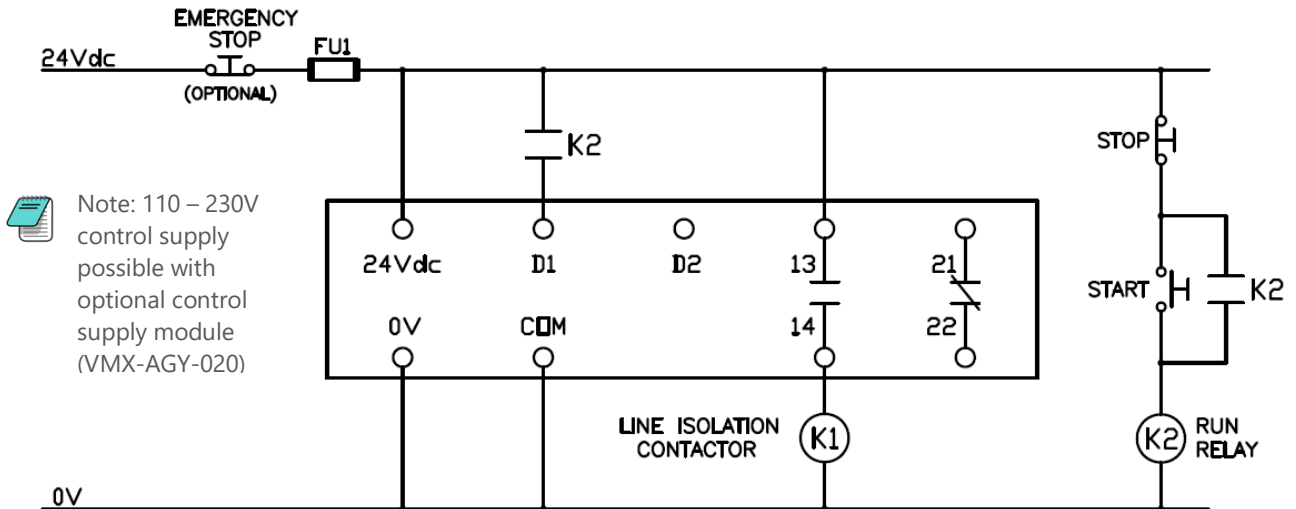 EMERGENCY
STOP
24Vdc
FU1
(OPTIONAL)
K2
STOP
Note: 110 – 230V
control supply
possible with
optional control
supply module
(VMX-AGY-020)
24Vdc
D1
D2
13
21
START
K2
0V
COM
14
22
LINE ISOLATION
CONTACTOR
K1
K2
RUN
RELAY
0V